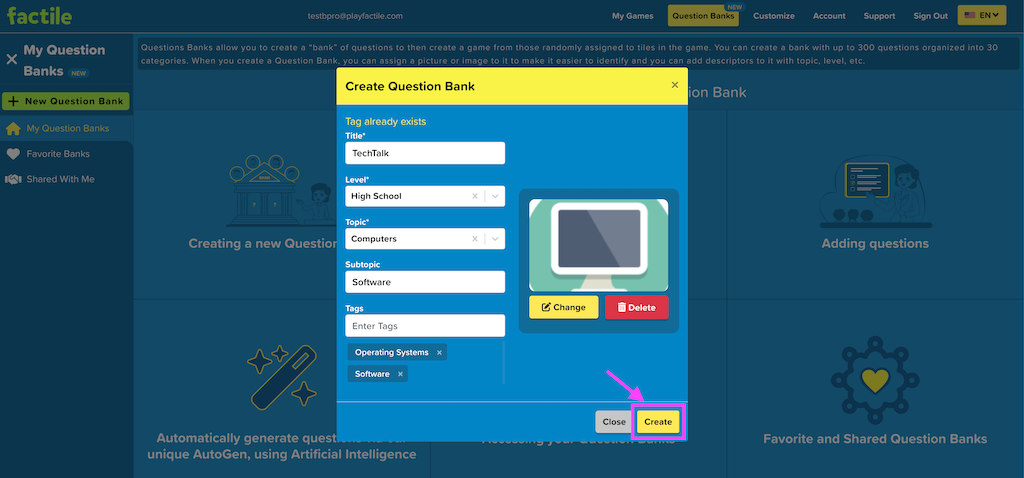 factile
testbpro@playfactile.com
My Games
Question Banks
NEW
Customize
Account
Support
Sign Out
EN
My Question
Banks NEW
Questions Banks allow you to create a "bank" of questions to then create a game from those randomly assigned to tiles in the game. You can create a bank with up to 300 questions organized into 30
categories. When you create a Question Bank, you can assign a picture or image to it to make it easier to identify and you can add descriptors to it with topic, level, etc.
+ New Question Bank
My Question Banks
Favorite Banks
Shared With Me
on Bank
Create Question Bank
×
Tag already exists
Title*
TechTalk
Level*
High School
Topic*
Computers
Subtopic
Software
Tags
Enter Tags
Operating Systems ×
Software ×
Change
Delete
Close
Create
Creating a new Question
Adding questions
Automatically generate questions
unique AutoGen, using Artificial Intelligence
Accessing your Question Banks
Favorite and Shared Question Banks